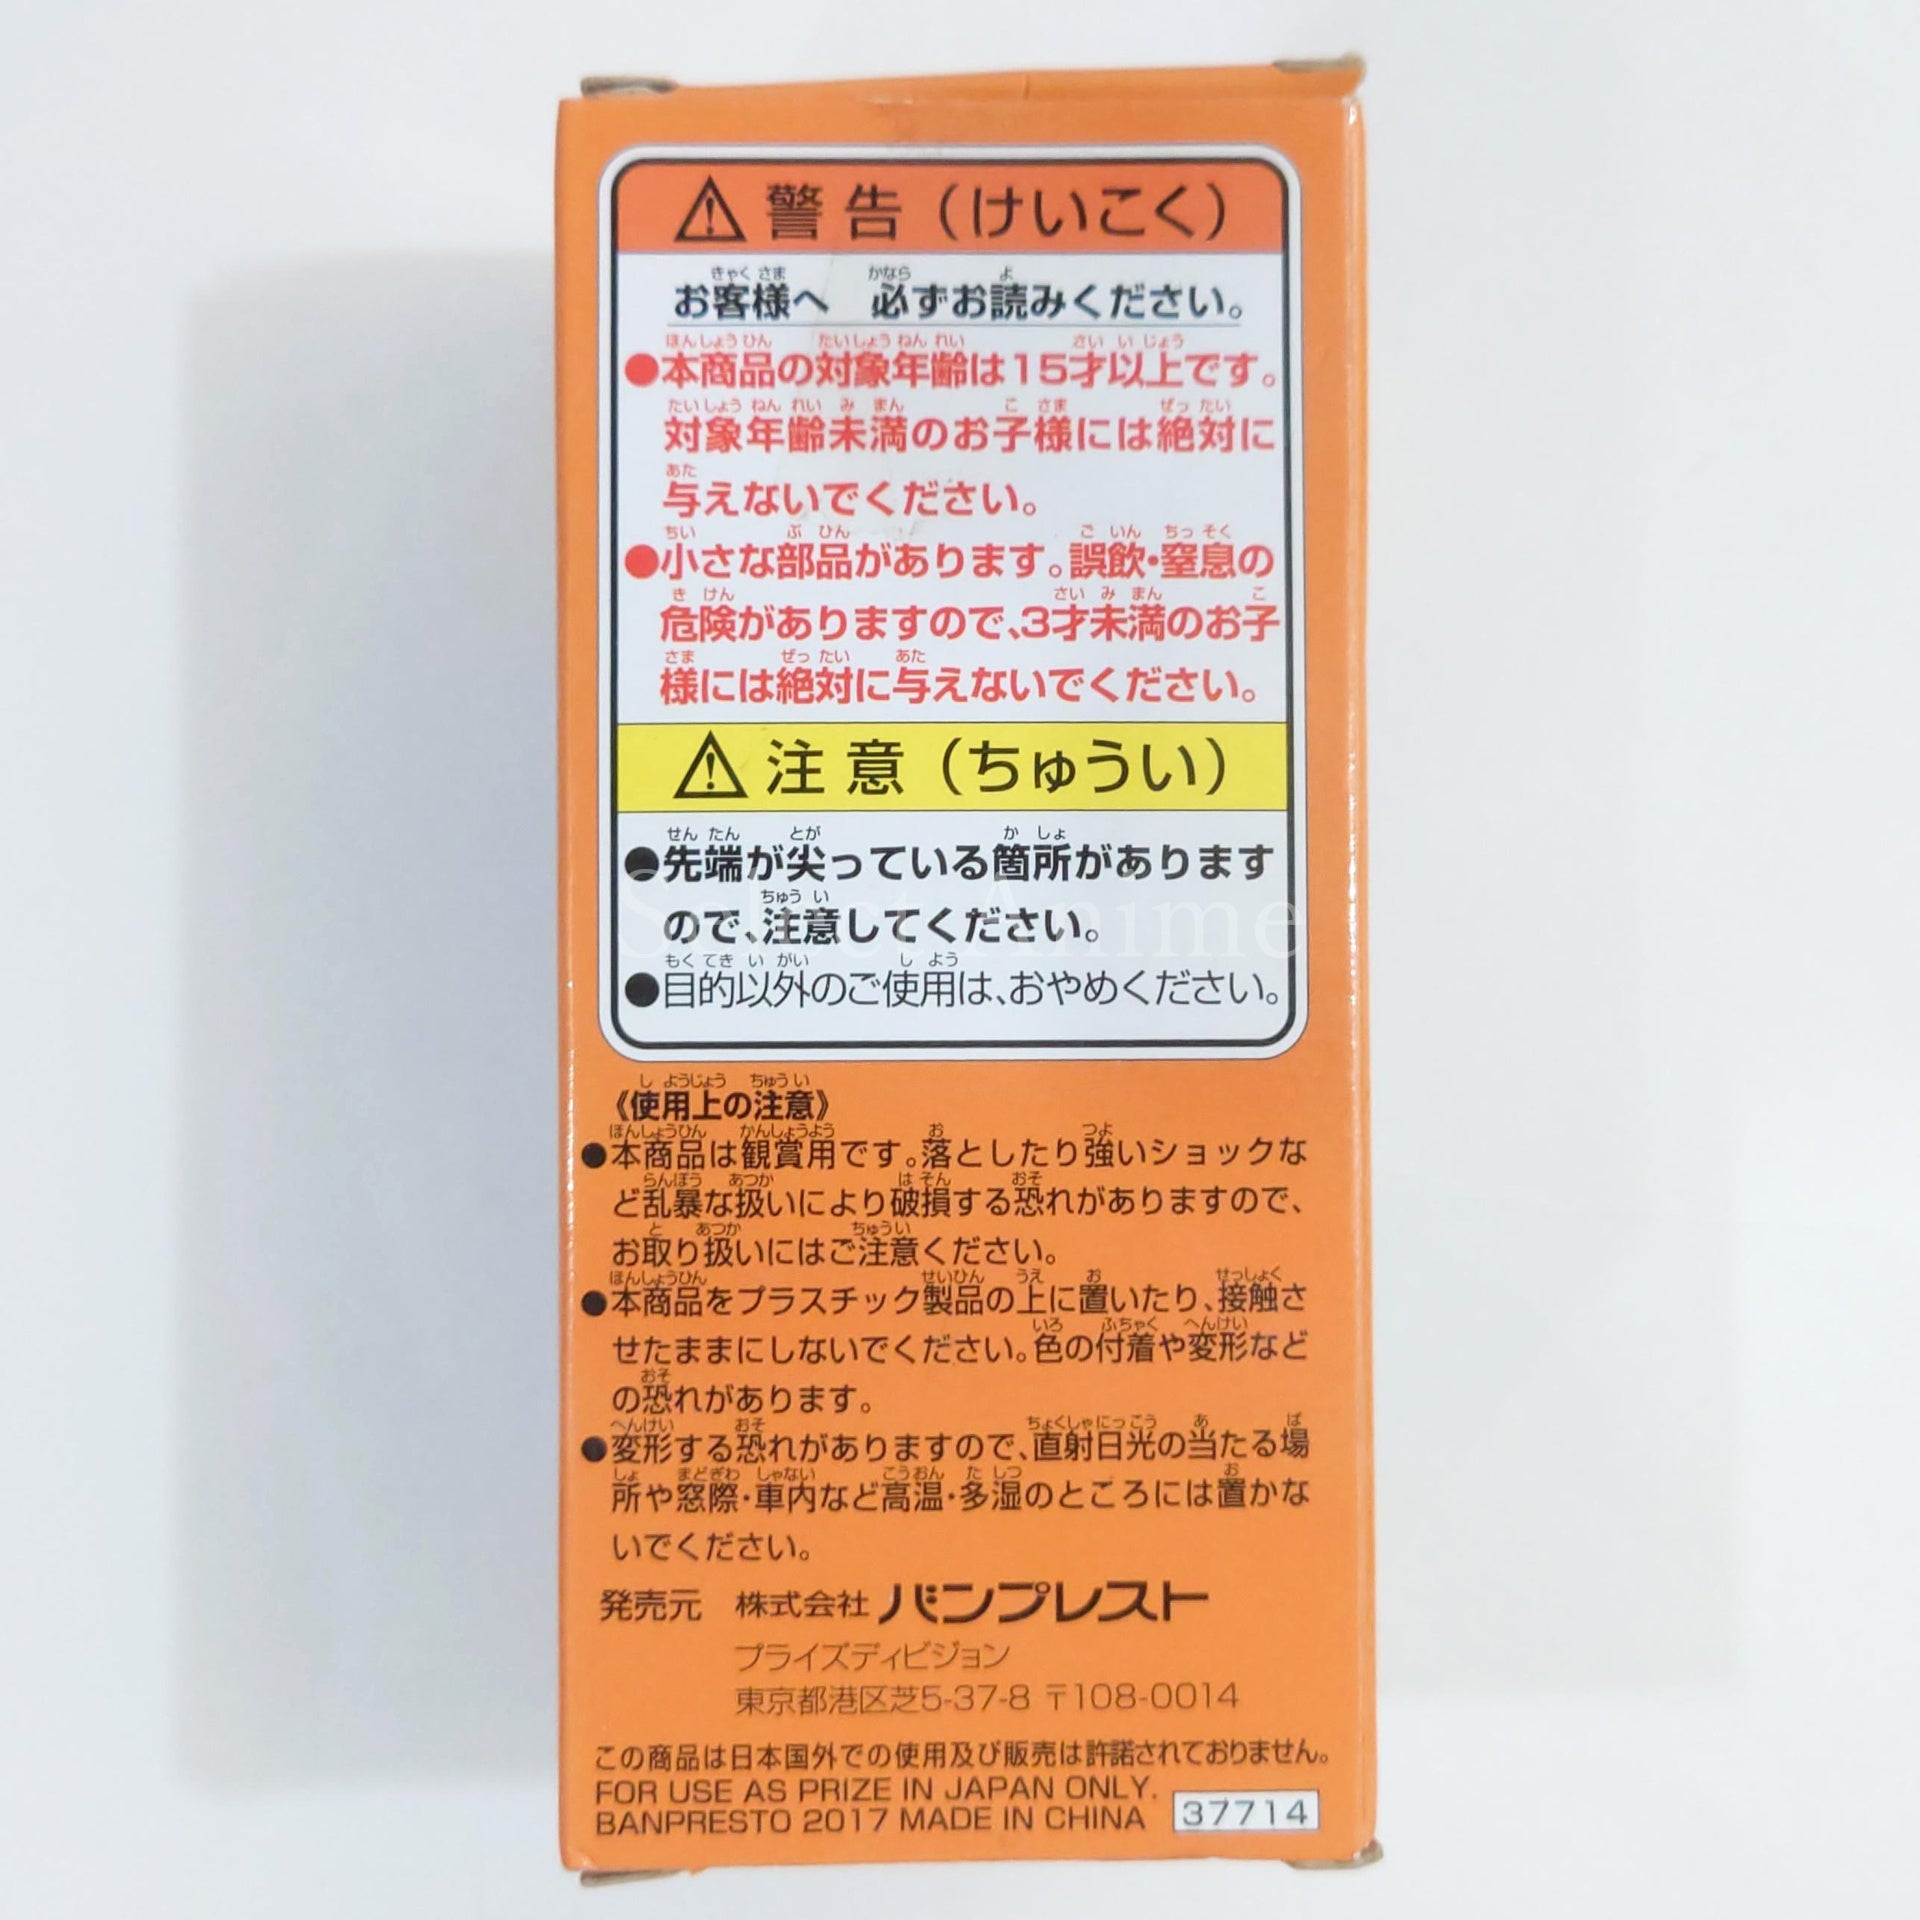 警告（けいこく）
お客様へ 必ずお読みください。
●本商品の対象年齢は15才以上です。
対象年齢未満のお子様には絶対に
与えないでください。
●小さな部品があります。誤飲・窒息の
危険がありますので、3才未満のお子
様には絶対に与えないでください。
注意（ちゅうい）
●先端が尖っている箇所があります
ので、注意してください。
Select Anime
●目的以外のご使用は、おやめください。
《使用上の注意》
●本商品は観賞用です。落としたり強いショックな
ど乱暴な扱いにより破損する恐れがありますので、
お取り扱いにはご注意ください。
●本商品をプラスチック製品の上に置いたり、接触さ
せたままにしないでください。色の付着や変形など
の恐れがあります。
●変形する恐れがありますので、直射日光の当たる場
所や窓際・車内など高温・多湿のところには置かな
いでください。
発売元 株式会社バンプレスト
プライズディビジョン
東京都港区芝5-37-8 〒108-0014
この商品は日本国外での使用及び販売は許諾されておりません。
FOR USE AS PRIZE IN JAPAN ONLY.
BANPRESTO 2017 MADE IN CHINA 37714